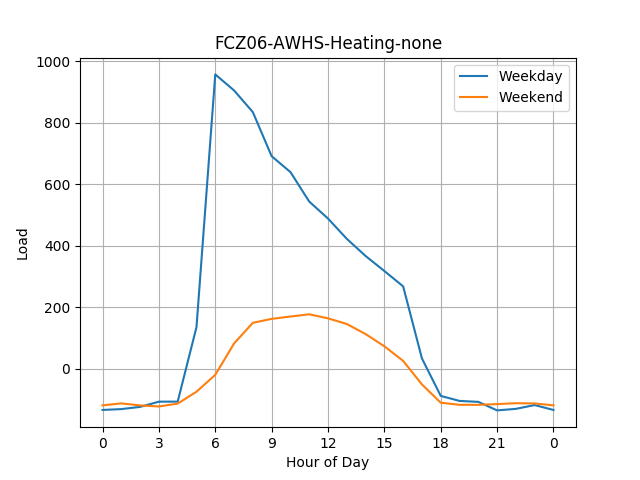 FCZ06-AWHS-Heating-none
Weekday
Weekend
1000
800
600
400
200
0
Load
0 3 6 9 12 15 18 21 0
Hour of Day